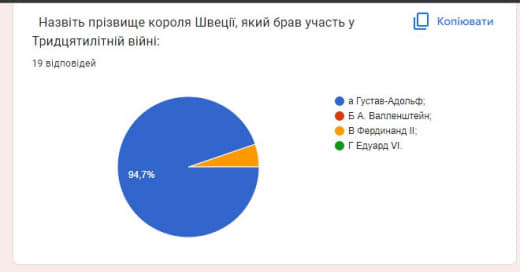 Назвіть прізвище короля Швеції, який брав участь у
Тридцятилітній війні:
Копіювати
19 відповідей
а Густав-Адольф;
Б А. Валленштейн;
В Фердинанд ІІ;
Г Едуард VI.
94,7%